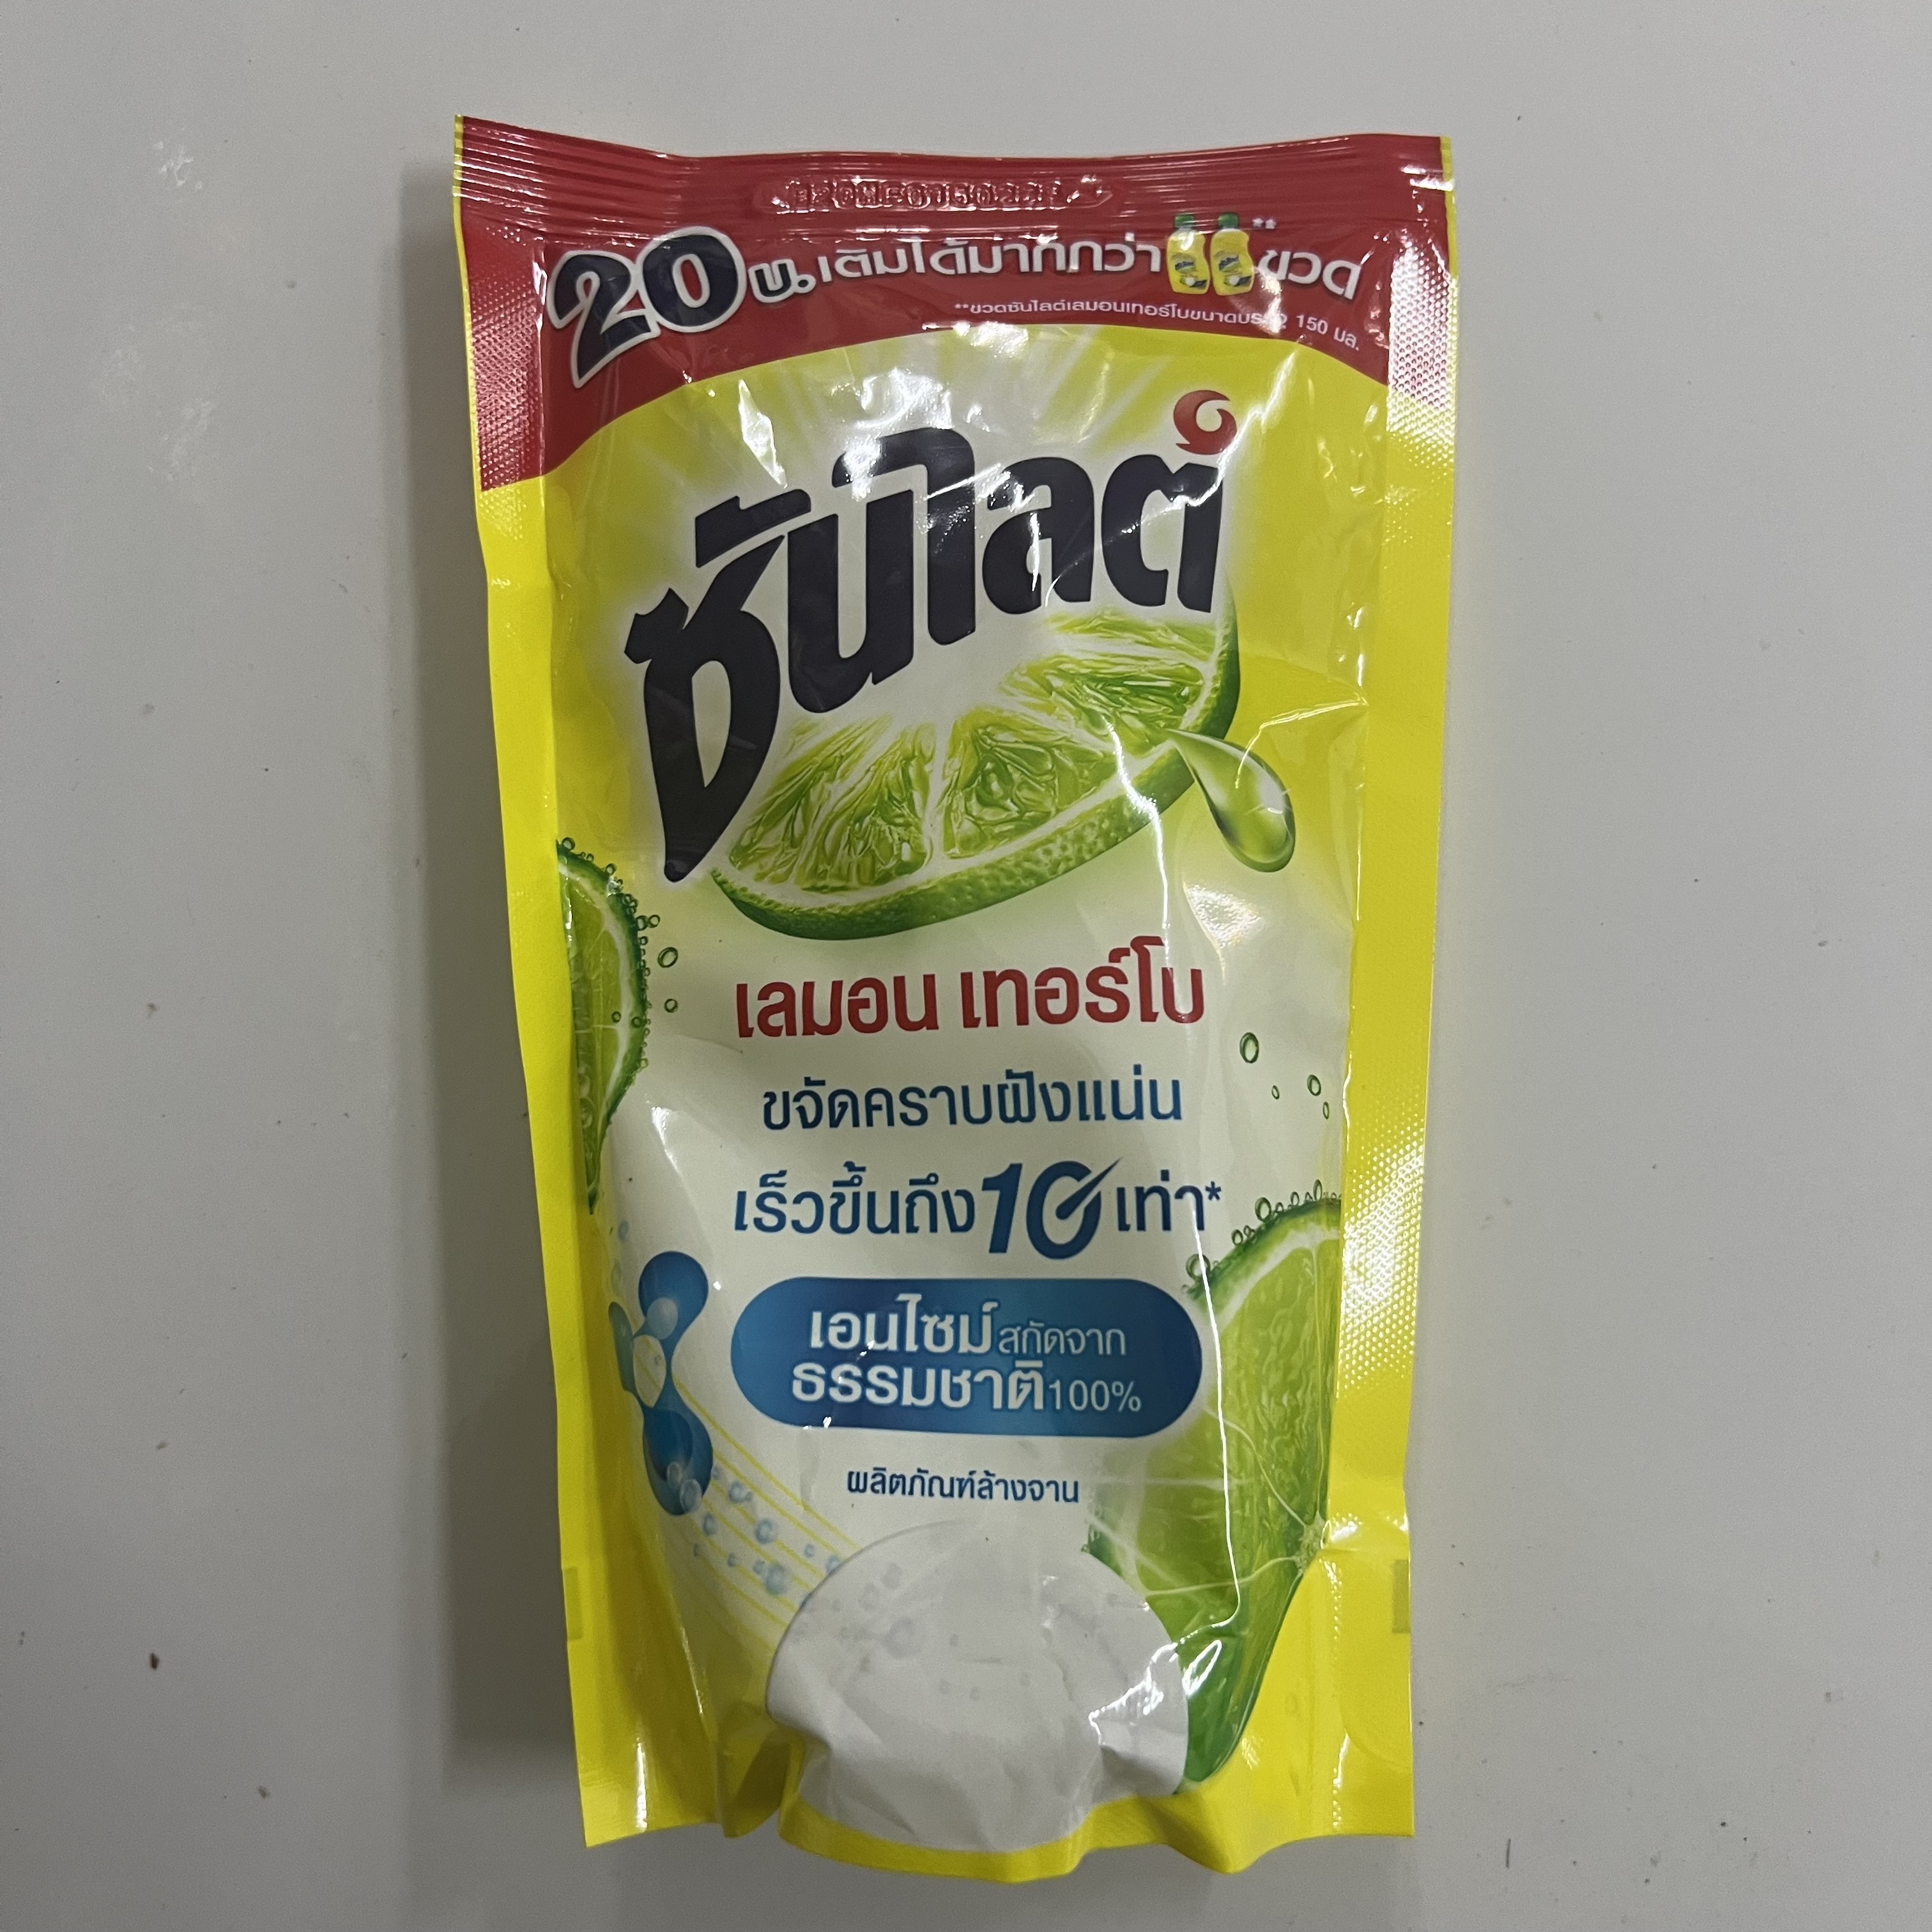 20 บ. เติมได้มากกว่า ** ขวด
**ขวดซันไลต์เลมอนเทอร์โบขนาดบรรจุ 150 มล.
ซันไลต์
เลมอน เทอร์โบ
ขจัดคราบฝังแน่น
เร็วขึ้นถึง 10 เท่า*
เอนไซม์สกัดจาก
ธรรมชาติ 100%
ผลิตภัณฑ์ล้างจาน